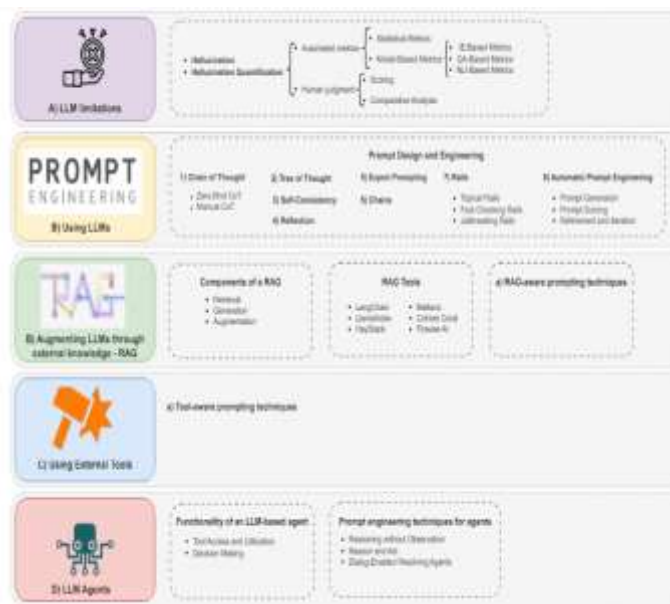 A) LLM limitations
Hallucination
Hallucination Quantification
Automated metrics
Statistical Metrics
Model-Based Metrics
IE-Based Metrics
QA-Based Metrics
NLI-Based Metrics
Human judgment
Scoring
Comparative Analysis
PROMPT
ENGINEERING
B) Using LLMs
Prompt Design and Engineering
1) Chain of Thought
Zero Shot CoT
Manual CoT
2) Tree of Thought
3) Self-Consistency
4) Reflection
5) Expert Prompting
6) Chains
7) Rails
Topical Rails
Fact-Checking Rails
Jailbreaking Rails
8) Automatic Prompt Engineering
Prompt Generation
Prompt Scoring
Refinement and Iteration
RAG
B) Augmenting LLMs through
external knowledge - RAG
Components of a RAG
Retrieval
Generation
Augmentation
RAG Tools
LangChain
LlamaIndex
HayStack
Meltano
Cohere Coral
Flowise AI
a) RAG-aware prompting techniques
C) Using External Tools
a) Tool-aware prompting techniques
D) LLM Agents
Functionality of an LLM-based agent
Tool Access and Utilization
Decision Making
Prompt engineering techniques for agents
Reasoning without Observation
Reason and Act
Dialog-Enabled Resolving Agents